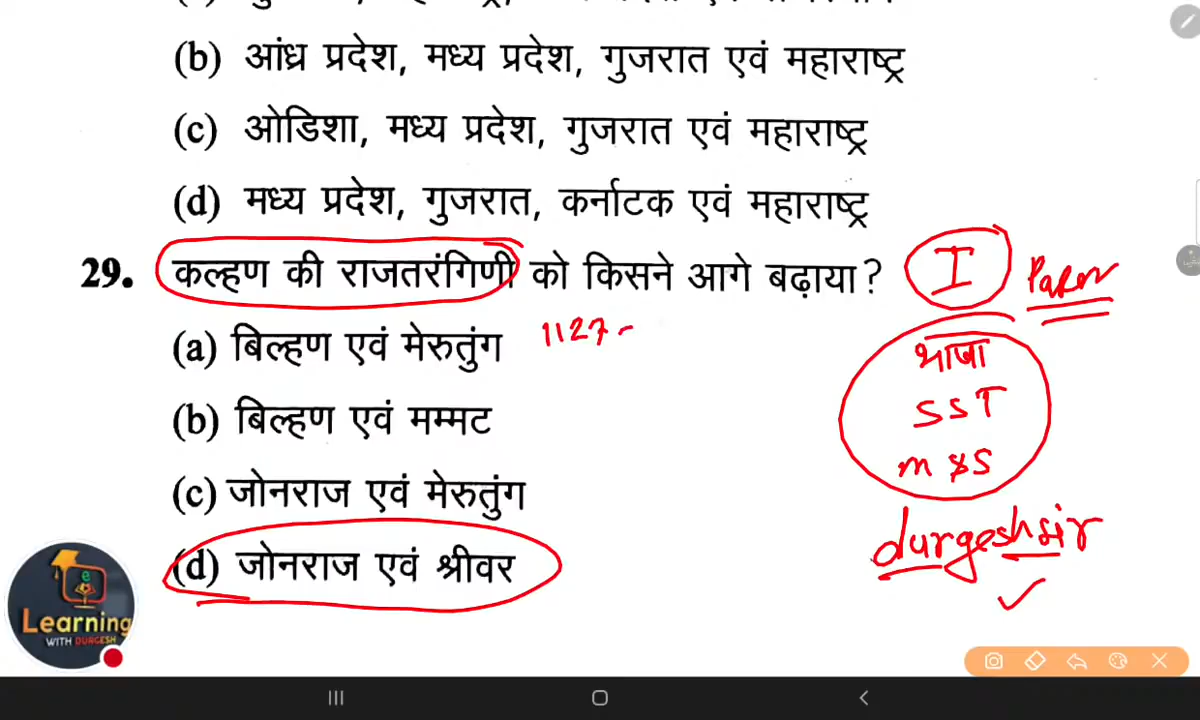 (b) आंध्र प्रदेश, मध्य प्रदेश, गुजरात एवं महाराष्ट्र
(c) ओडिशा, मध्य प्रदेश, गुजरात एवं महाराष्ट्र
(d) मध्य प्रदेश, गुजरात, कर्नाटक एवं महाराष्ट्र
29. कल्हण की राजतरंगिणी को किसने आगे बढ़ाया?
(a) बिल्हण एवं मेरुतुंग
(b) बिल्हण एवं मम्मट
(c) जोनराज एवं मेरुतुंग
(d) जोनराज एवं श्रीवर
1127-
I
SST
durgesh sir
e
Learning
WITH DURGESH